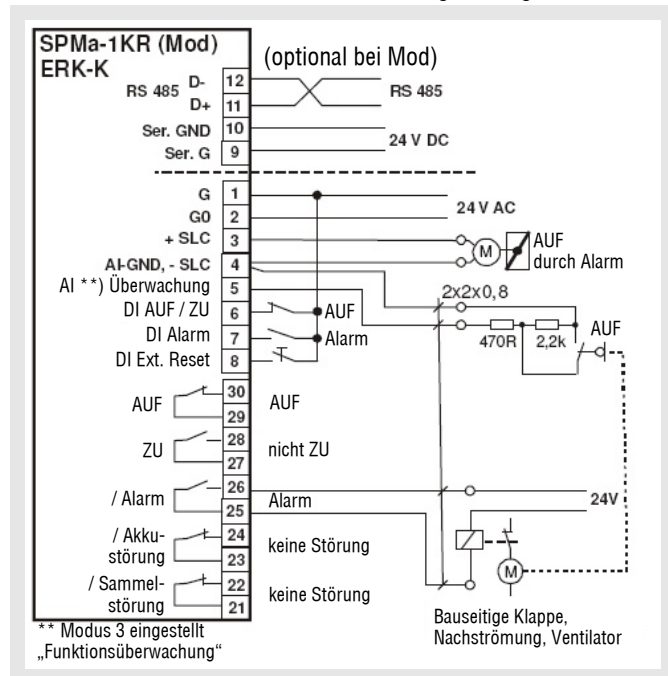 SPMa-1KR (Mod)
ERK-K
(optional bei Mod)
RS 485 D- 12 RS 485
D+ 11
Ser. GND 10 24 V DC
Ser. G 9
G 1
G0 2 24 V AC
+ SLC 3 M AUF
durch Alarm
AI-GND, - SLC 4
AI **) Überwachung 5 2x2x0,8
DI AUF / ZU 6 AUF
DI Alarm 7 Alarm 470R 2,2k AUF
DI Ext. Reset 8
AUF 30 AUF
29
ZU 28 nicht ZU
27
/ Alarm 26 Alarm 24V
25
/ Akku-
störung 24 keine Störung
23
/ Sammel-
störung 22 keine Störung
21
M
Bauseitige Klappe,
Nachströmung, Ventilator
** Modus 3 eingestellt
„Funktionsüberwachung“